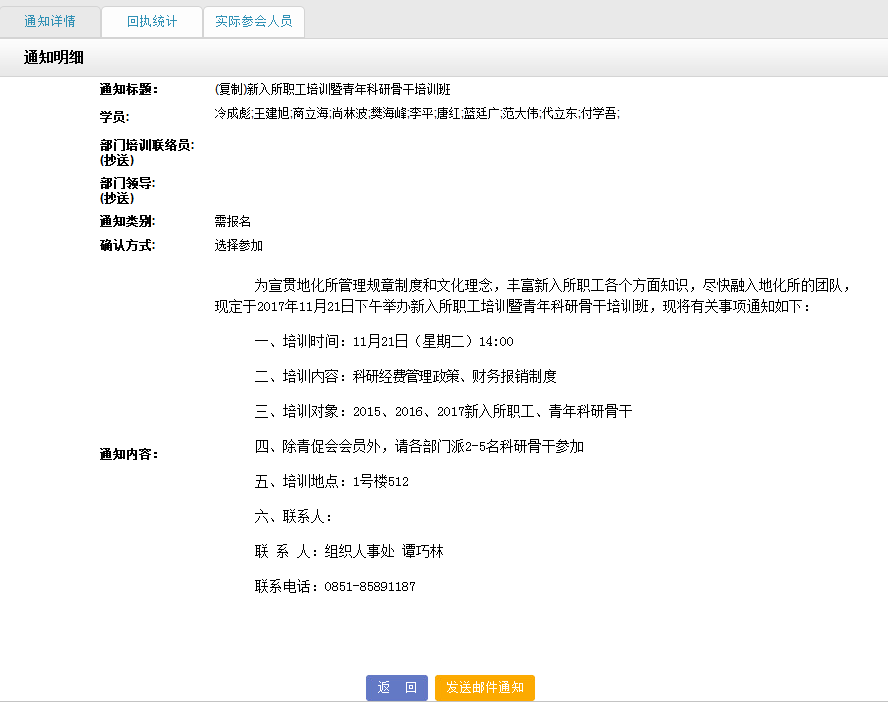 通知详情 回执统计 实际参会人员
通知明细
通知标题： (复制)新入所职工培训暨青年科研骨干培训班
学员: 冷成彪;王建旭;商立海;尚林波;樊海峰;李平;唐红;蓝廷广;范大伟;代立东;付学吾;
部门培训联络员:
(抄送)
部门领导:
(抄送)
通知类别: 需报名
确认方式: 选择参加
为宣贯地化所管理规章制度和文化理念，丰富新入所职工各个方面知识，尽快融入地化所的团队，
现定于2017年11月21日下午举办新入所职工培训暨青年科研骨干培训班，现将有关事项通知如下：
一、培训时间：11月21日（星期二）14:00
二、培训内容：科研经费管理政策、财务报销制度
三、培训对象：2015、2016、2017新入所职工、青年科研骨干
四、除青促会会员外，请各部门派2-5名科研骨干参加
通知内容：
五、培训地点：1号楼512
六、联系人：
联 系 人：组织人事处 谭巧林
联系电话：0851-85891187
返 回 发送邮件通知